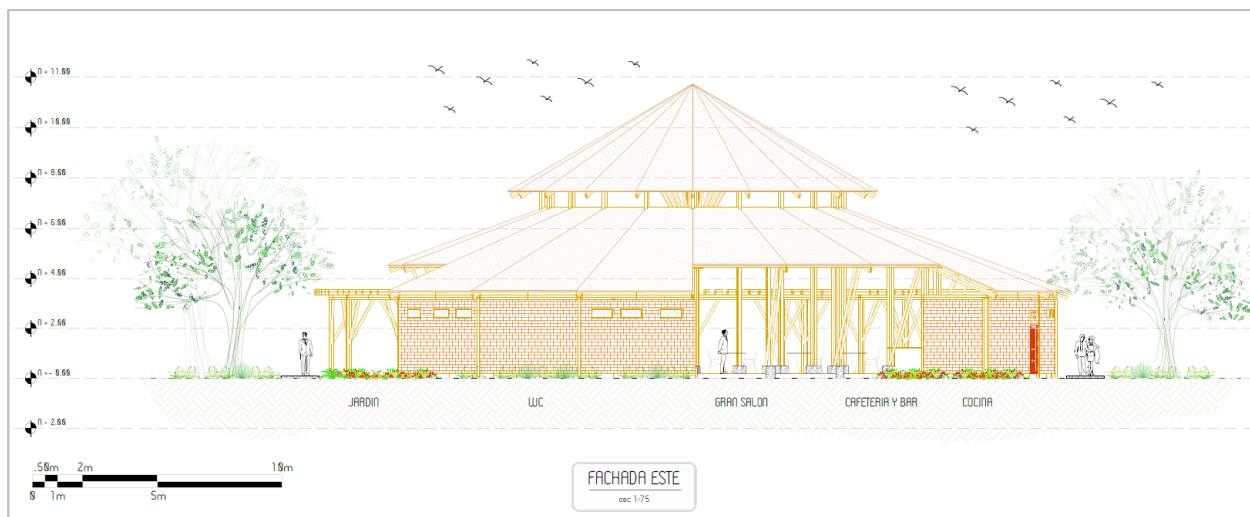 N + 11.00
N + 10.00
N + 8.00
N + 6.00
N + 4.00
N + 2.00
N +- 0.00
N - 2.00
JARDIN WC GRAN SALON CAFETERIA Y BAR COCINA
.50m 2m 10m
0 1m 5m
FACHADA ESTE
esc 1:75